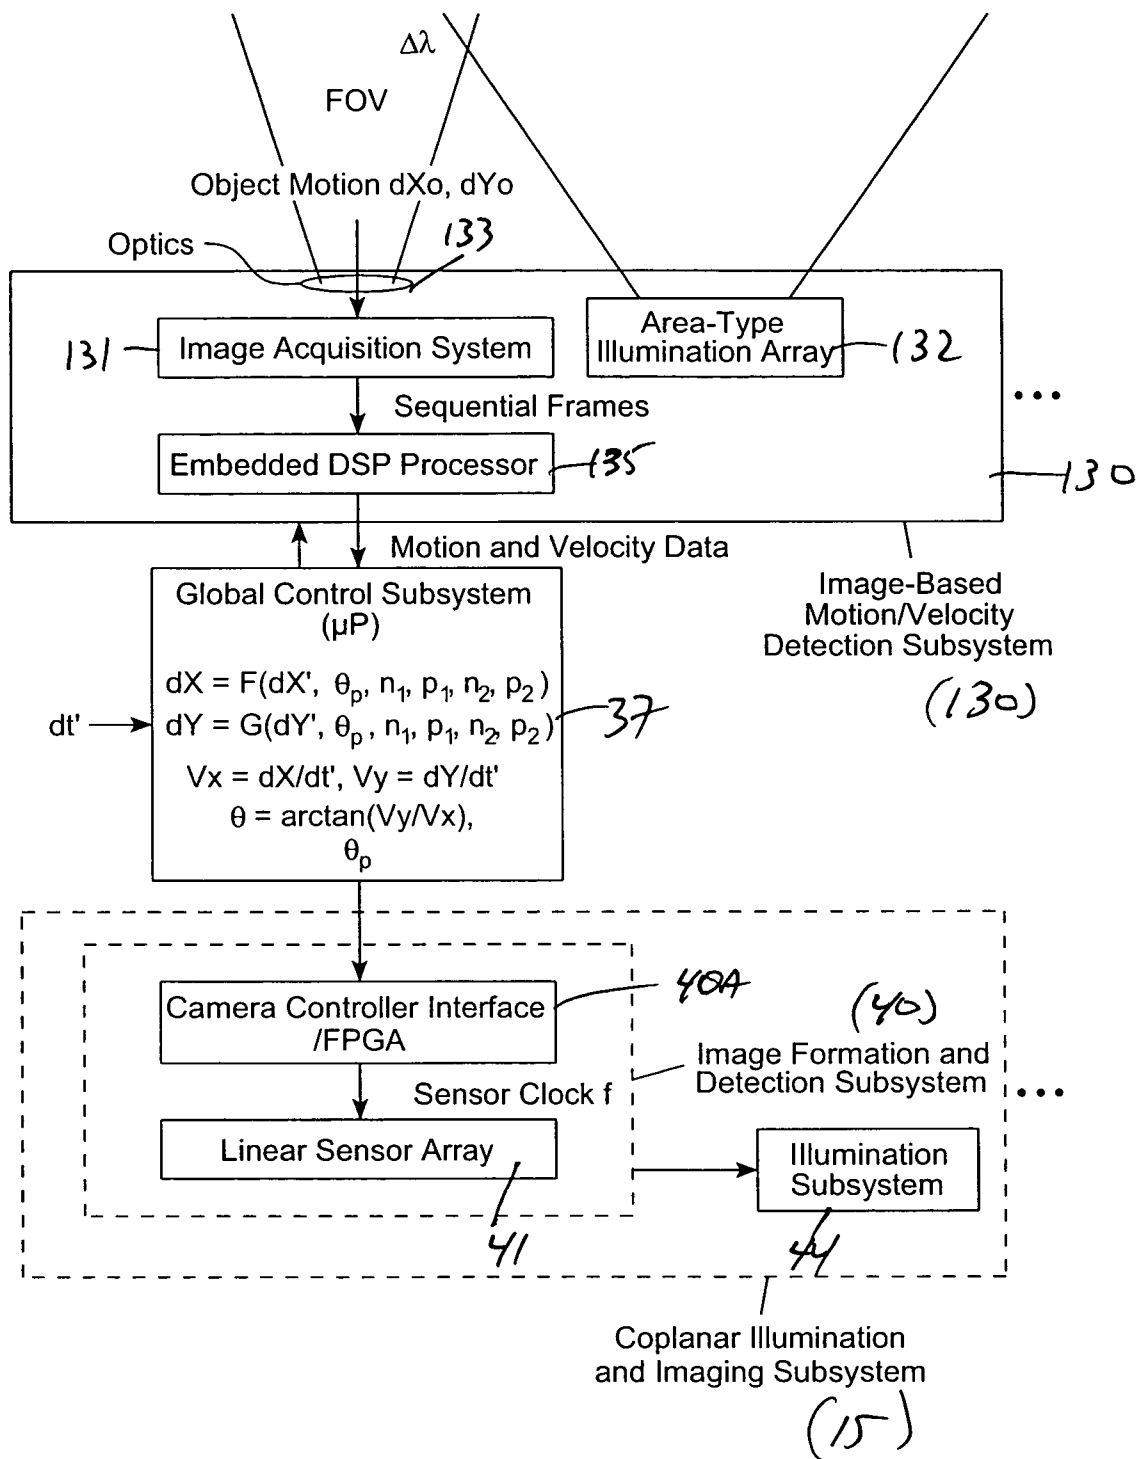 Δλ
FOV
Object Motion dXo, dYo
Optics
133
131
Image Acquisition System
Area-Type
Illumination Array
132
Sequential Frames
...
Embedded DSP Processor
135
130
Motion and Velocity Data
Image-Based
Motion/Velocity
Detection Subsystem
(130)
Global Control Subsystem
(µP)
dX = F(dX', θp, n1, p1, n2, p2)
dt'
dY = G(dY', θp, n1, p1, n2, p2)
37
Vx = dX/dt', Vy = dY/dt'
θ = arctan(Vy/Vx),
θp
Camera Controller Interface
/FPGA
40A
(40)
Image Formation and
Detection Subsystem
...
Sensor Clock f
Linear Sensor Array
41
Illumination
Subsystem
44
Coplanar Illumination
and Imaging Subsystem
(15)